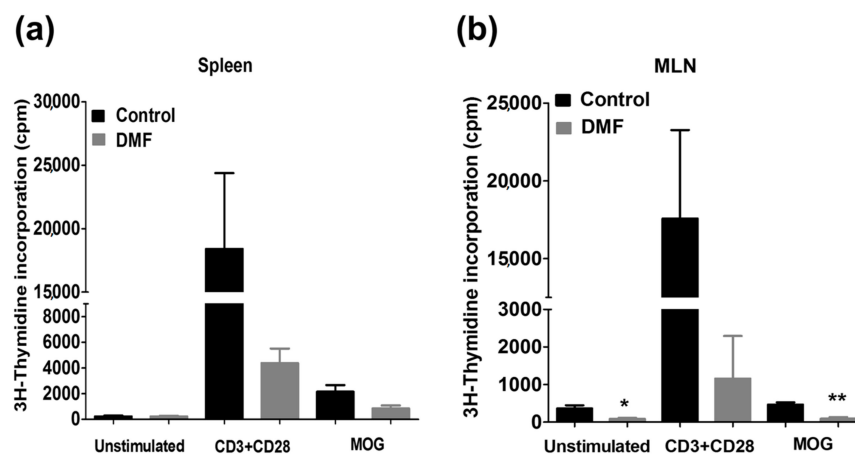 (a)
Spleen
3H-Thymidine incorporation (cpm)
30,000
25,000
20,000
15,000
8000
6000
4000
2000
0
Control
DMF
Unstimulated CD3+CD28 MOG
(b)
MLN
3H-Thymidine incorporation (cpm)
25,000
20,000
15,000
3000
2000
1000
0
Control
DMF
* **
Unstimulated CD3+CD28 MOG